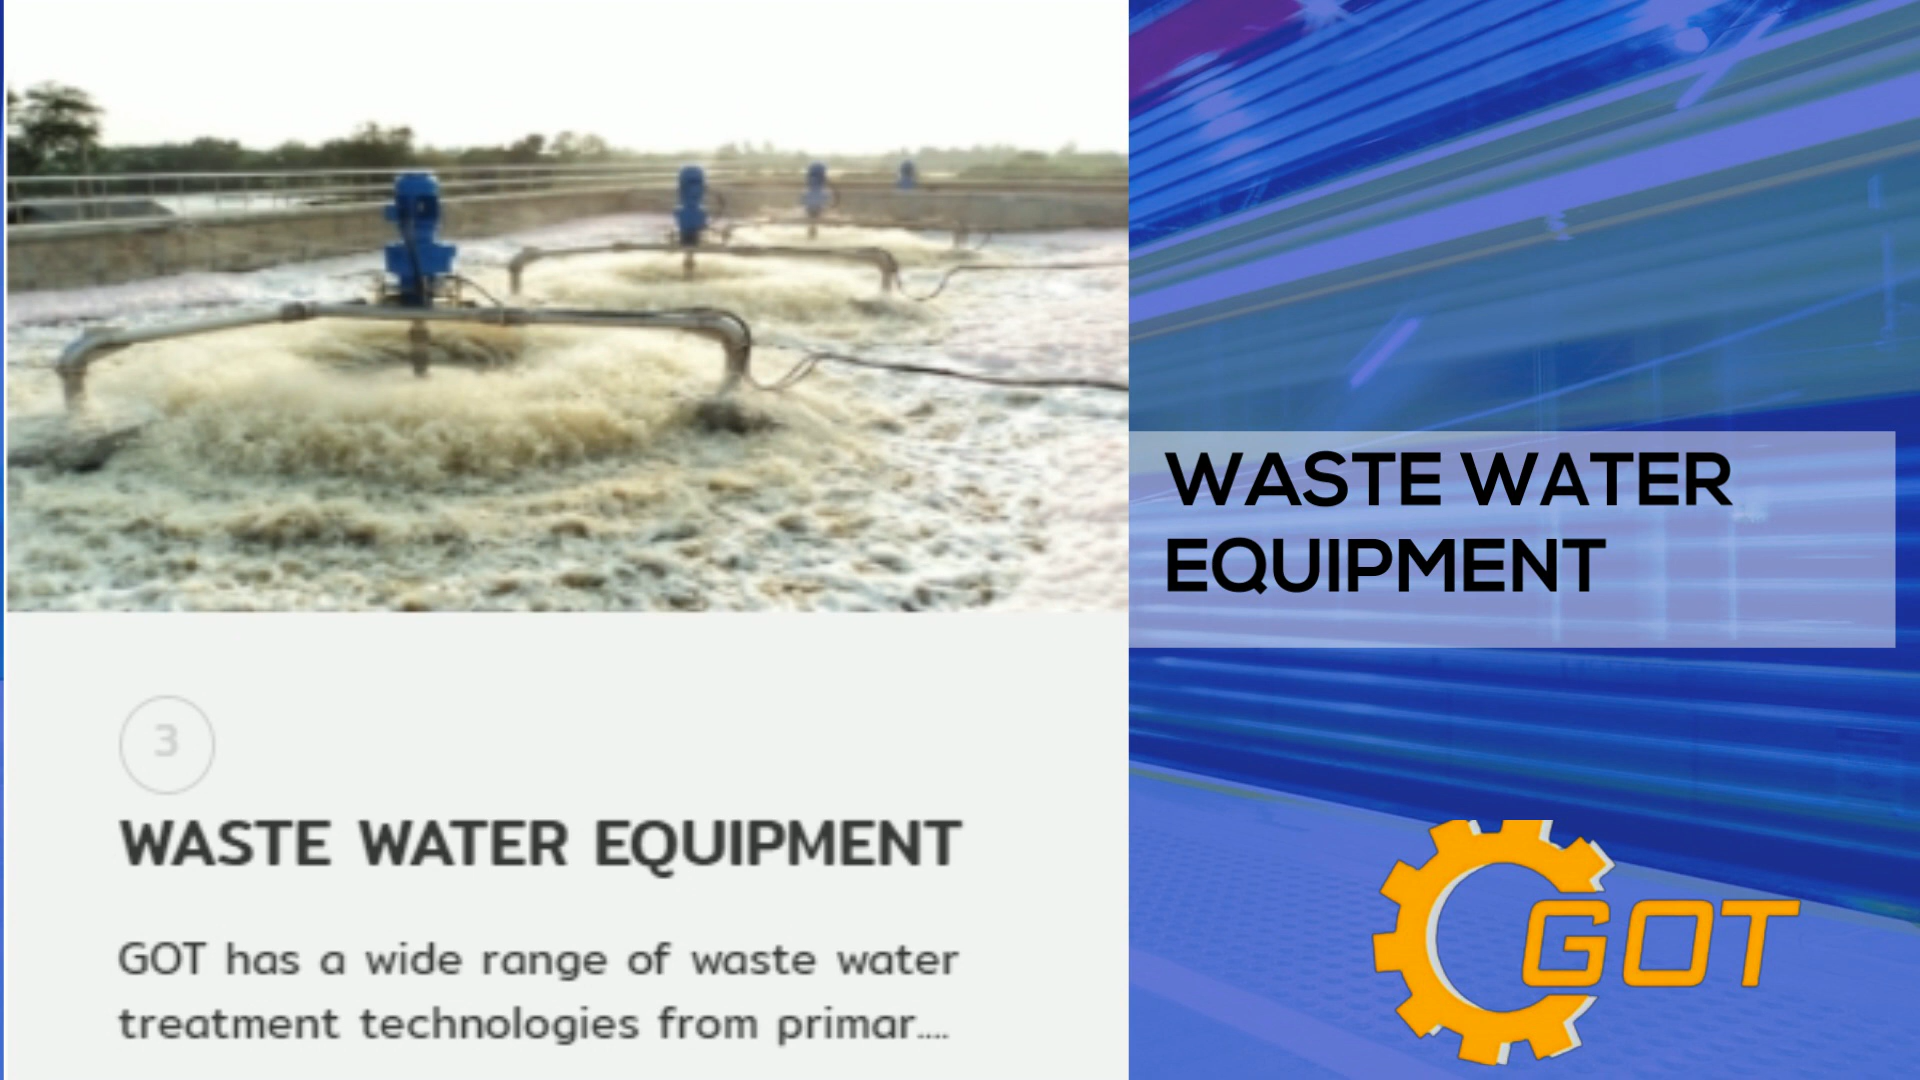 3
WASTE WATER EQUIPMENT
GOT has a wide range of waste water
treatment technologies from primar....
WASTE WATER
EQUIPMENT
GOT